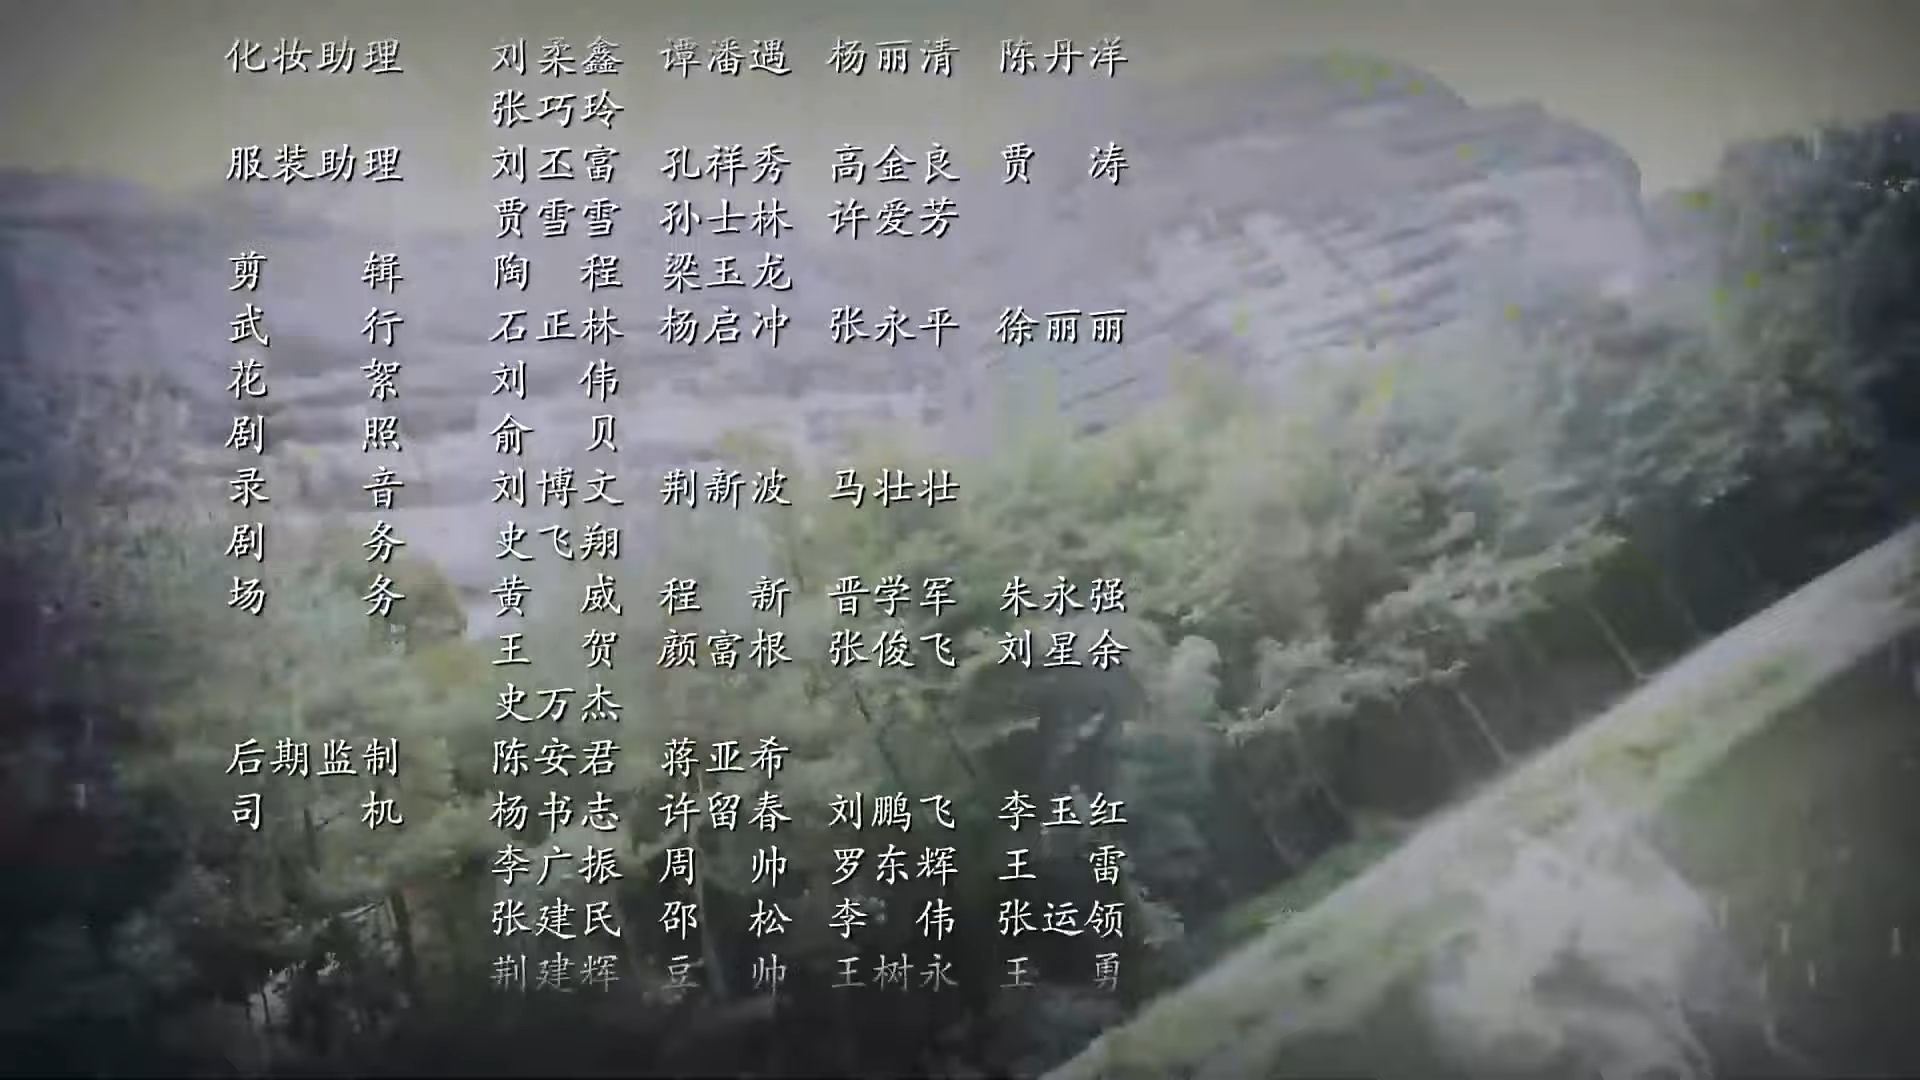 化妆助理 刘柔鑫 谭潘遇 杨丽清 陈丹洋
张巧玲
服装助理 刘丕富 孔祥秀 高金良 贾 涛
贾雪雪 孙士林 许爱芳
剪 辑 陶 程 梁玉龙
武 行 石正林 杨启冲 张永平 徐丽丽
花 絮 刘 伟
剧 照 俞 贝
录 音 刘博文 荆新波 马壮壮
剧 务 史飞翔
场 务 黄 威 程 新 晋学军 朱永强
王 贺 颜富根 张俊飞 刘星余
史万杰
后期监制 陈安君 蒋亚希
司 机 杨书志 许留春 刘鹏飞 李玉红
李广振 周 帅 罗东辉 王 雷
张建民 邵 松 李 伟 张运领
荆建辉 豆 帅 王树永 王 勇